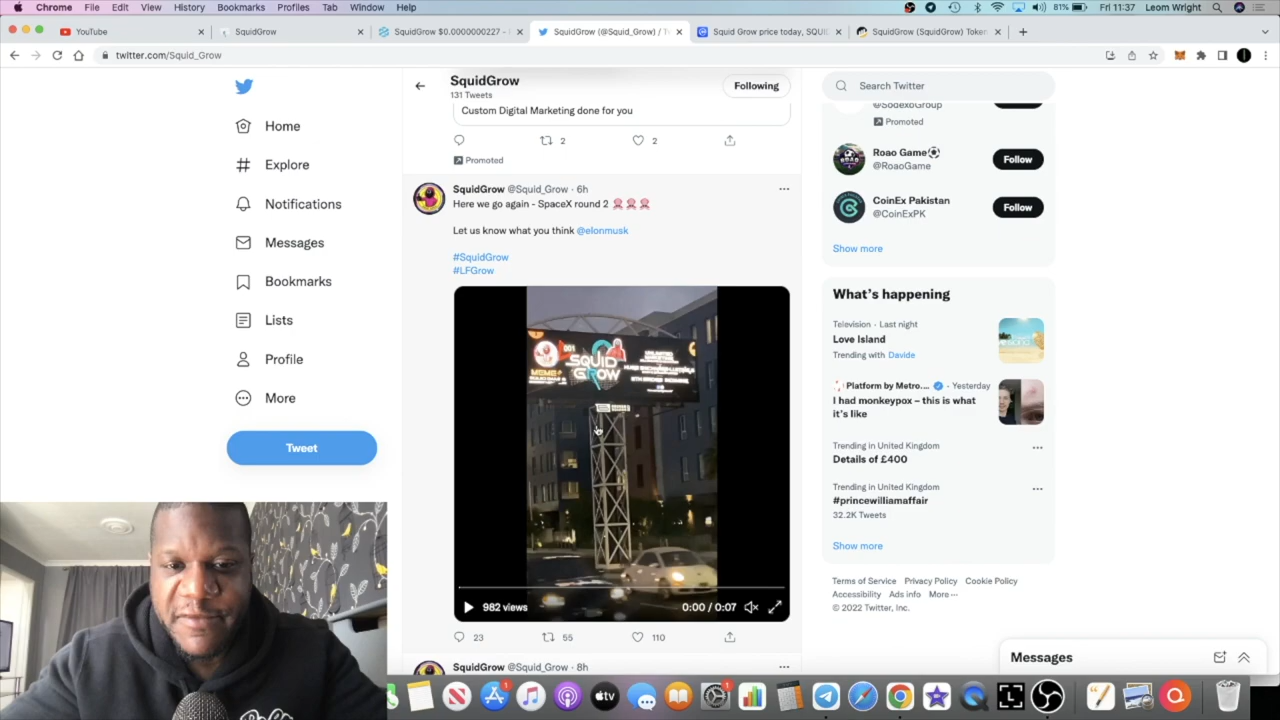 Chrome File Edit View History Bookmarks Profiles Tab Window Help
81% Fri 11:37 Leom Wright
YouTube
SquidGrow
SquidGrow $0.0000000227 -
SquidGrow (@Squid_Grow) / T
Squid Grow price today, SQUI
SquidGrow (SquidGrow) Token
twitter.com/Squid_Grow
Home
Explore
Notifications
Messages
Bookmarks
Lists
Profile
More
Tweet
SquidGrow
131 Tweets
Following
Custom Digital Marketing done for you
2 2
Promoted
SquidGrow @Squid_Grow · 6h
Here we go again - SpaceX round 2
Let us know what you think @elonmusk
#SquidGrow
#LFGrow
SQUID
GROW
982 views 0:00 / 0:07
23 55 110
SquidGrow @Squid_Grow · 8h
Search Twitter
@SodexoGroup
Promoted
Roao Game
@RoaoGame
Follow
CoinEx Pakistan
@CoinExPK
Follow
Show more
What's happening
Television · Last night
Love Island
Trending with Davide
Platform by Metro.... · Yesterday
I had monkeypox – this is what
it's like
Trending in United Kingdom
Details of £400
Trending in United Kingdom
#princewilliamaffair
32.2K Tweets
Show more
Terms of Service Privacy Policy Cookie Policy
Accessibility Ads info More ···
© 2022 Twitter, Inc.
Messages
tv